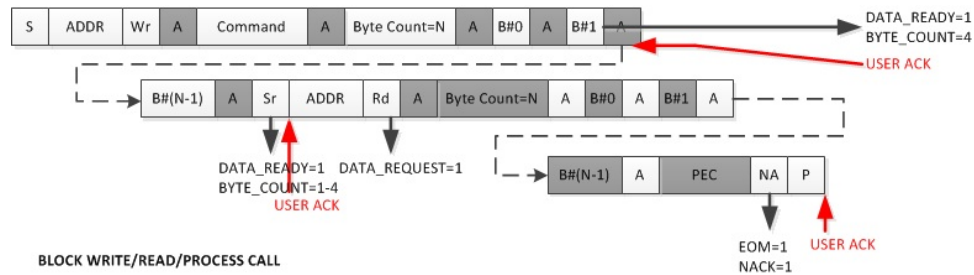 S ADDR Wr A Command A Byte Count=N A B#0 A B#1 A
DATA_READY=1
BYTE_COUNT=4
USER ACK
B#(N-1) A Sr ADDR Rd A Byte Count=N A B#0 A B#1 A
DATA_READY=1 DATA_REQUEST=1
BYTE_COUNT=1-4
USER ACK
B#(N-1) A PEC NA P
EOM=1
NACK=1
USER ACK
BLOCK WRITE/READ/PROCESS CALL